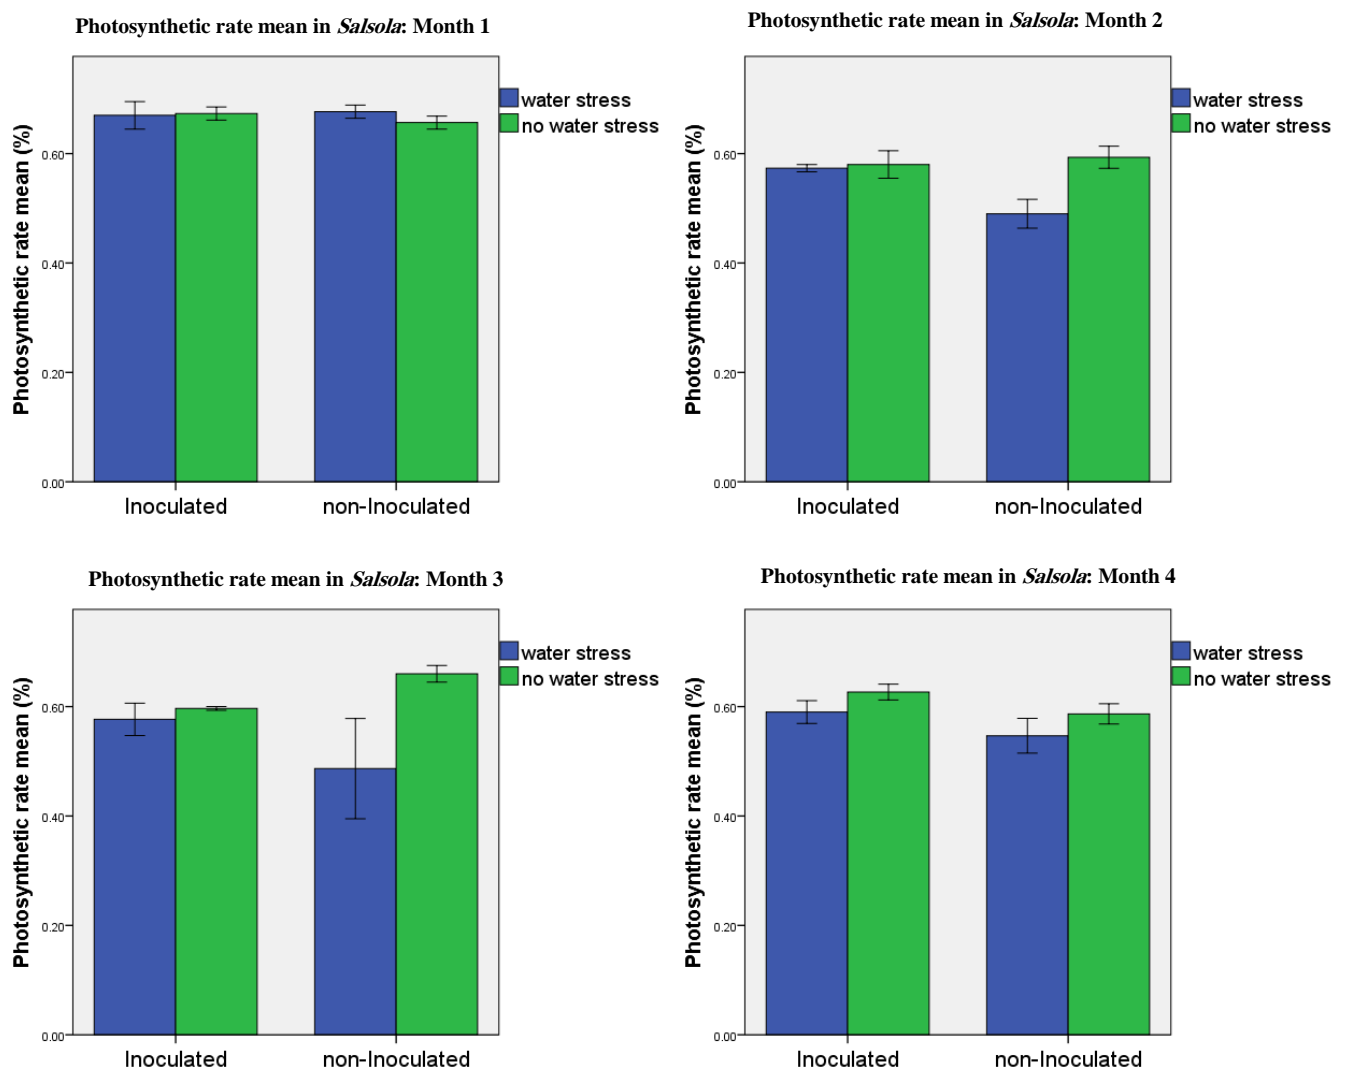 Photosynthetic rate mean in Salsola: Month 1
water stress
no water stress
Photosynthetic rate mean (%)
0.60
0.40
0.20
0.00
Inoculated non-Inoculated
Photosynthetic rate mean in Salsola: Month 2
water stress
no water stress
Photosynthetic rate mean (%)
0.60
0.40
0.20
0.00
Inoculated non-Inoculated
Photosynthetic rate mean in Salsola: Month 3
water stress
no water stress
Photosynthetic rate mean (%)
0.60
0.40
0.20
0.00
Inoculated non-Inoculated
Photosynthetic rate mean in Salsola: Month 4
water stress
no water stress
Photosynthetic rate mean (%)
0.60
0.40
0.20
0.00
Inoculated non-Inoculated